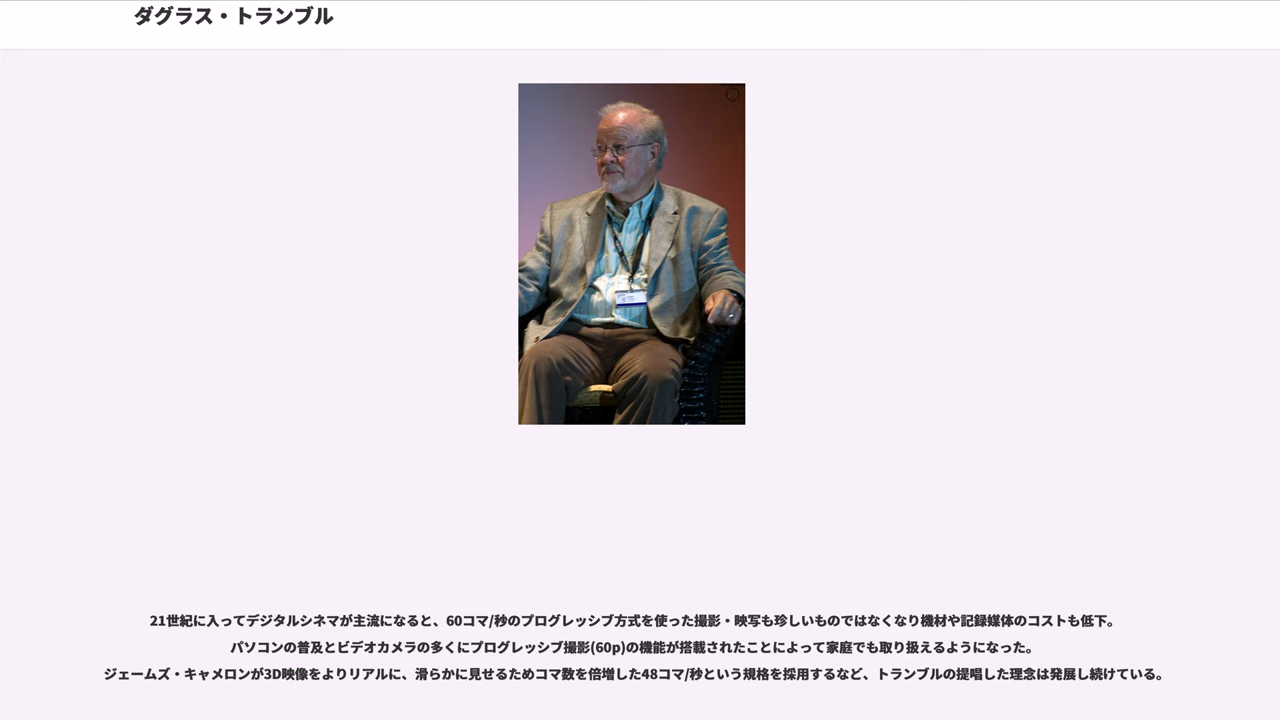 ダグラス・トランブル
21世紀に入ってデジタルシネマが主流になると、60コマ/秒のプログレッシブ方式を使った撮影・映写も珍しいものではなくなり機材や記録媒体のコストも低下。
パソコンの普及とビデオカメラの多くにプログレッシブ撮影(60p)の機能が搭載されたことによって家庭でも取り扱えるようになった。
ジェームズ・キャメロンが3D映像をよりリアルに、滑らかに見せるためコマ数を倍増した48コマ/秒という規格を採用するなど、トランブルの提唱した理念は発展し続けている。